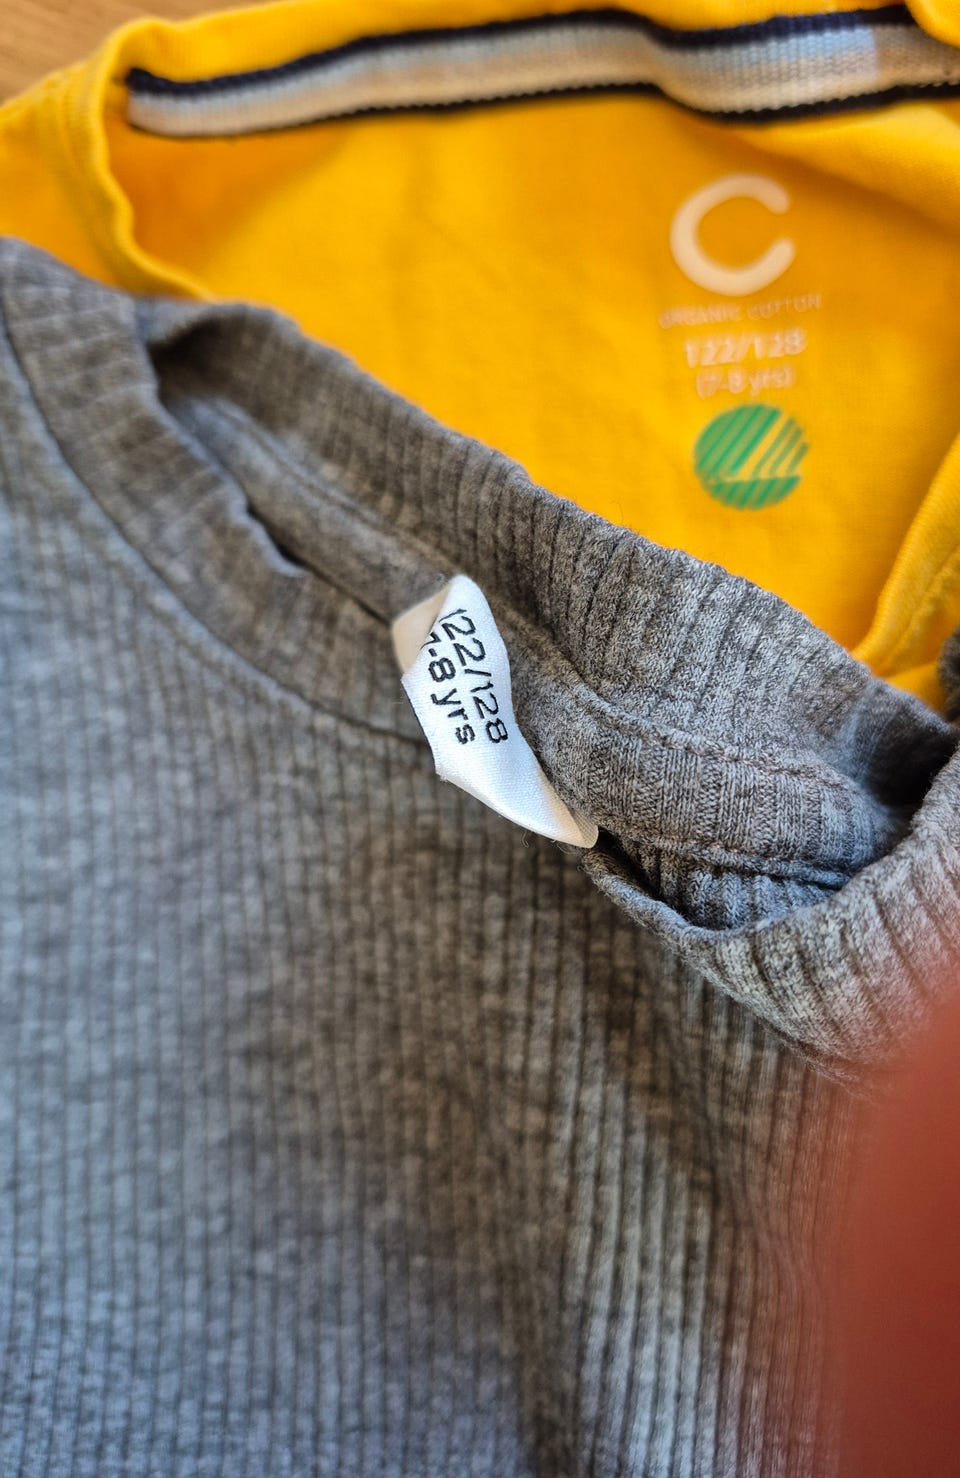 C
ORGANIC COTTON
122/128
(7-8 yrs)
122/128
7-8 yrs